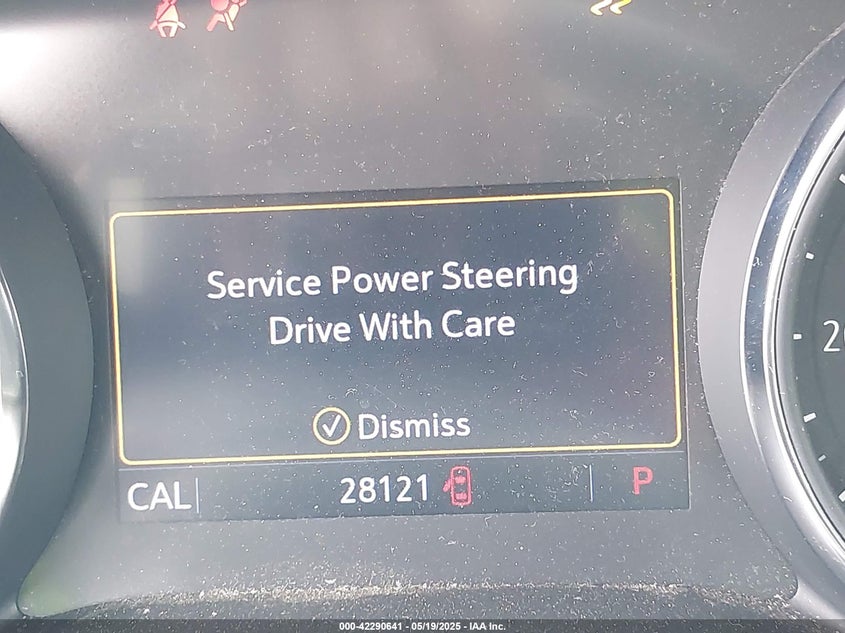 Service Power Steering
Drive With Care
Dismiss
CAL 28121 P
000-42290641 - 05/19/2025 - IAA Inc.